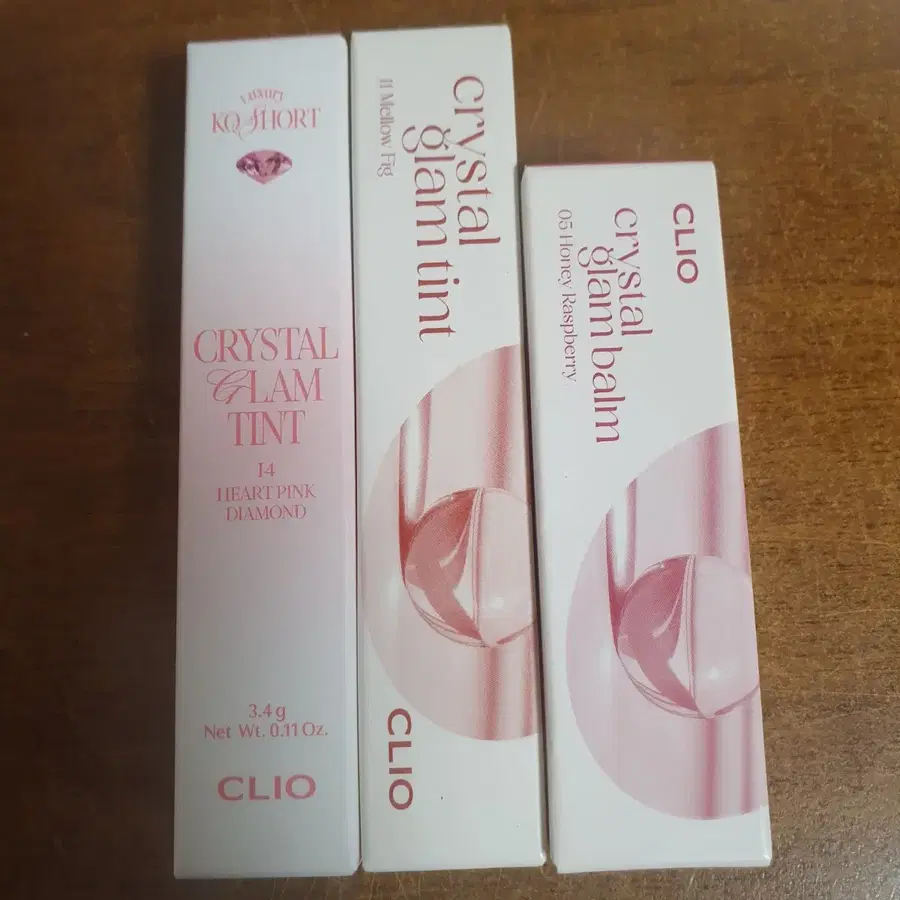 Luxury
KOSHORT
CRYSTAL
GLAM
TINT
14
HEART PINK
DIAMOND
3.4 g
Net Wt. 0.11 Oz.
CLIO
crystal
glam tint
11 Mellow Fig
CLIO
CLIO
crystal
glam balm
05 Honey Raspberry